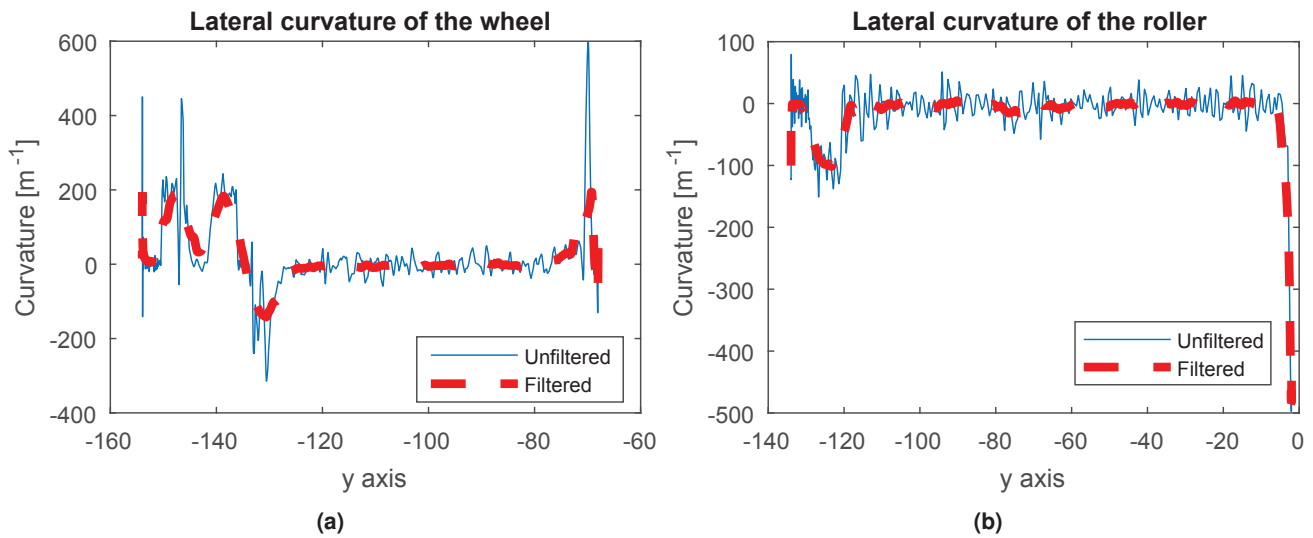 Lateral curvature of the wheel
600
400
200
0
-200
-400
Curvature [m⁻¹]
-160
-140
-120
-100
-80
-60
y axis
Unfiltered
Filtered
(a)
Lateral curvature of the roller
100
0
-100
-200
-300
-400
-500
Curvature [m⁻¹]
-140
-120
-100
-80
-60
-40
-20
0
y axis
Unfiltered
Filtered
(b)